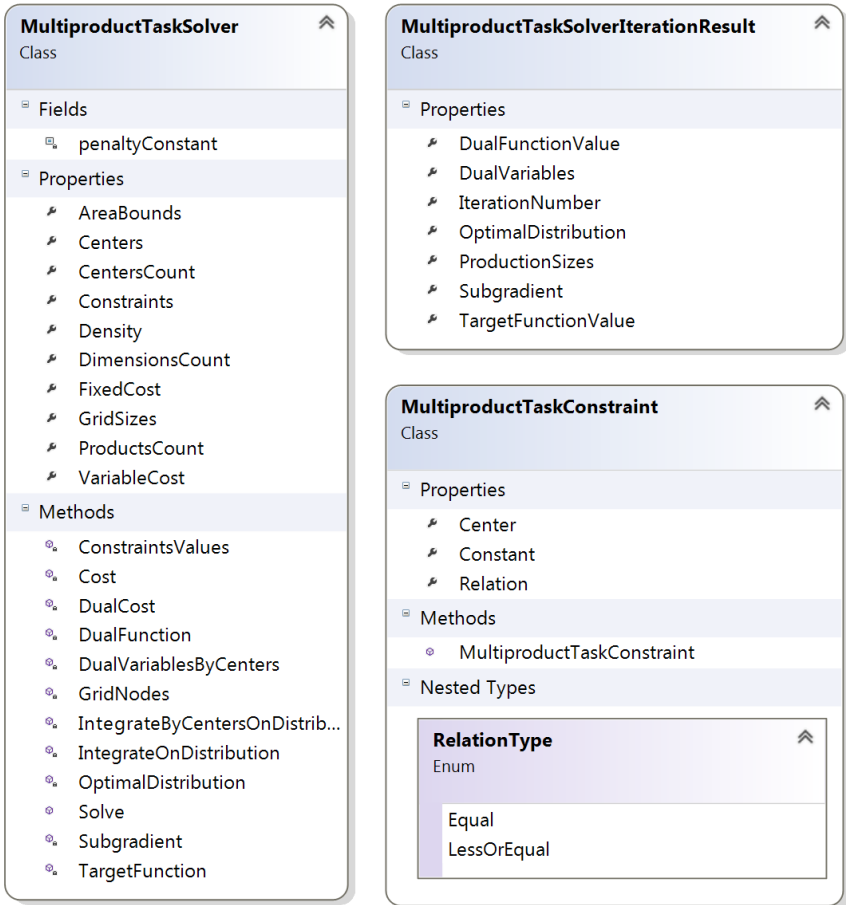 MultiproductTaskSolver
Class
Fields
penaltyConstant
Properties
AreaBounds
Centers
CentersCount
Constraints
Density
DimensionsCount
FixedCost
GridSizes
ProductsCount
VariableCost
Methods
ConstraintsValues
Cost
DualCost
DualFunction
DualVariablesByCenters
GridNodes
IntegrateByCentersOnDistrib...
IntegrateOnDistribution
OptimalDistribution
Solve
Subgradient
TargetFunction
MultiproductTaskSolverIterationResult
Class
Properties
DualFunctionValue
DualVariables
IterationNumber
OptimalDistribution
ProductionSizes
Subgradient
TargetFunctionValue
MultiproductTaskConstraint
Class
Properties
Center
Constant
Relation
Methods
MultiproductTaskConstraint
Nested Types
RelationType
Enum
Equal
LessOrEqual